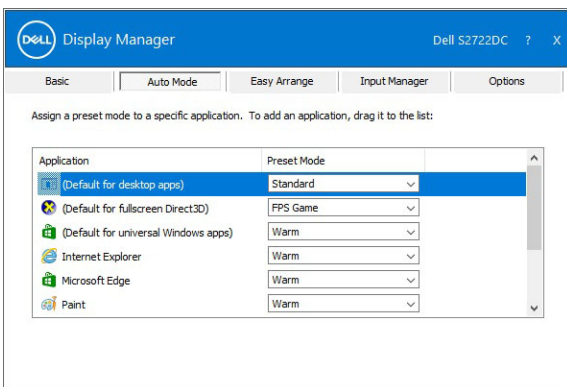 DELL Display Manager Dell S2722DC ? X
Basic Auto Mode Easy Arrange Input Manager Options
Assign a preset mode to a specific application. To add an application, drag it to the list:
Application Preset Mode
(Default for desktop apps) Standard
(Default for fullscreen Direct3D) FPS Game
(Default for universal Windows apps) Warm
Internet Explorer Warm
Microsoft Edge Warm
Paint Warm